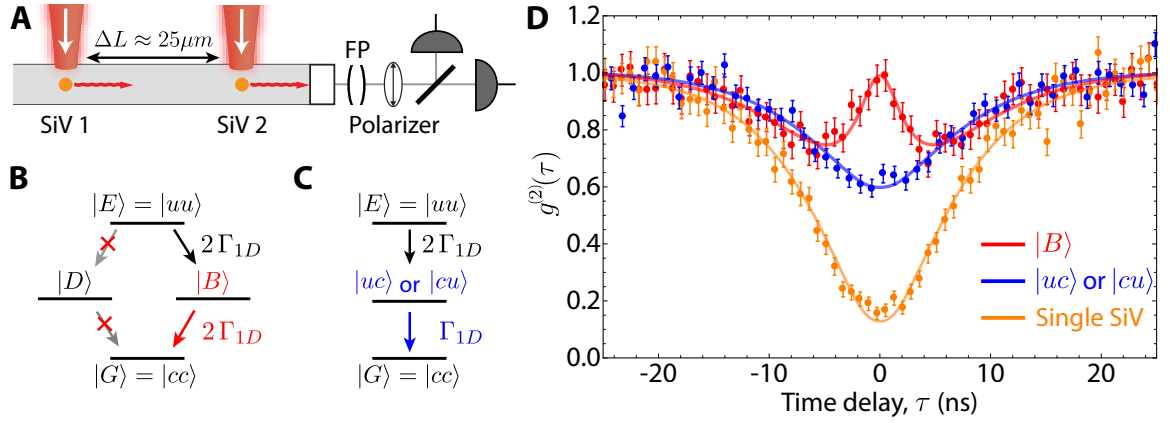 A
ΔL ≈ 25μm
FP
SiV 1
SiV 2
Polarizer
B
|E⟩ = |uu⟩
2 Γ1D
|D⟩
|B⟩
2 Γ1D
|G⟩ = |cc⟩
C
|E⟩ = |uu⟩
2 Γ1D
|uc⟩ or |cu⟩
Γ1D
|G⟩ = |cc⟩
D
g(2)(τ)
1.0
0.8
0.6
0.4
0.2
0.0
|B⟩
|uc⟩ or |cu⟩
Single SiV
-20 -10 0 10 20
Time delay, τ (ns)